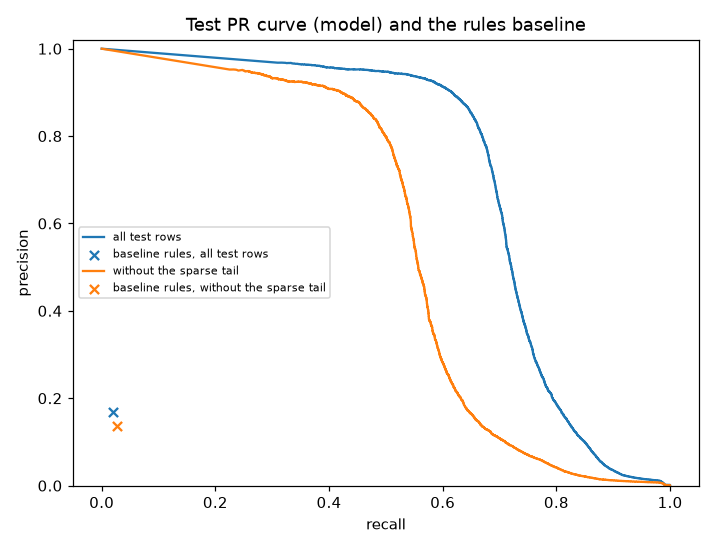 Test PR curve (model) and the rules baseline
1.0
0.8
0.6
0.4
0.2
0.0
precision
all test rows
baseline rules, all test rows
without the sparse tail
baseline rules, without the sparse tail
0.0 0.2 0.4 0.6 0.8 1.0
recall